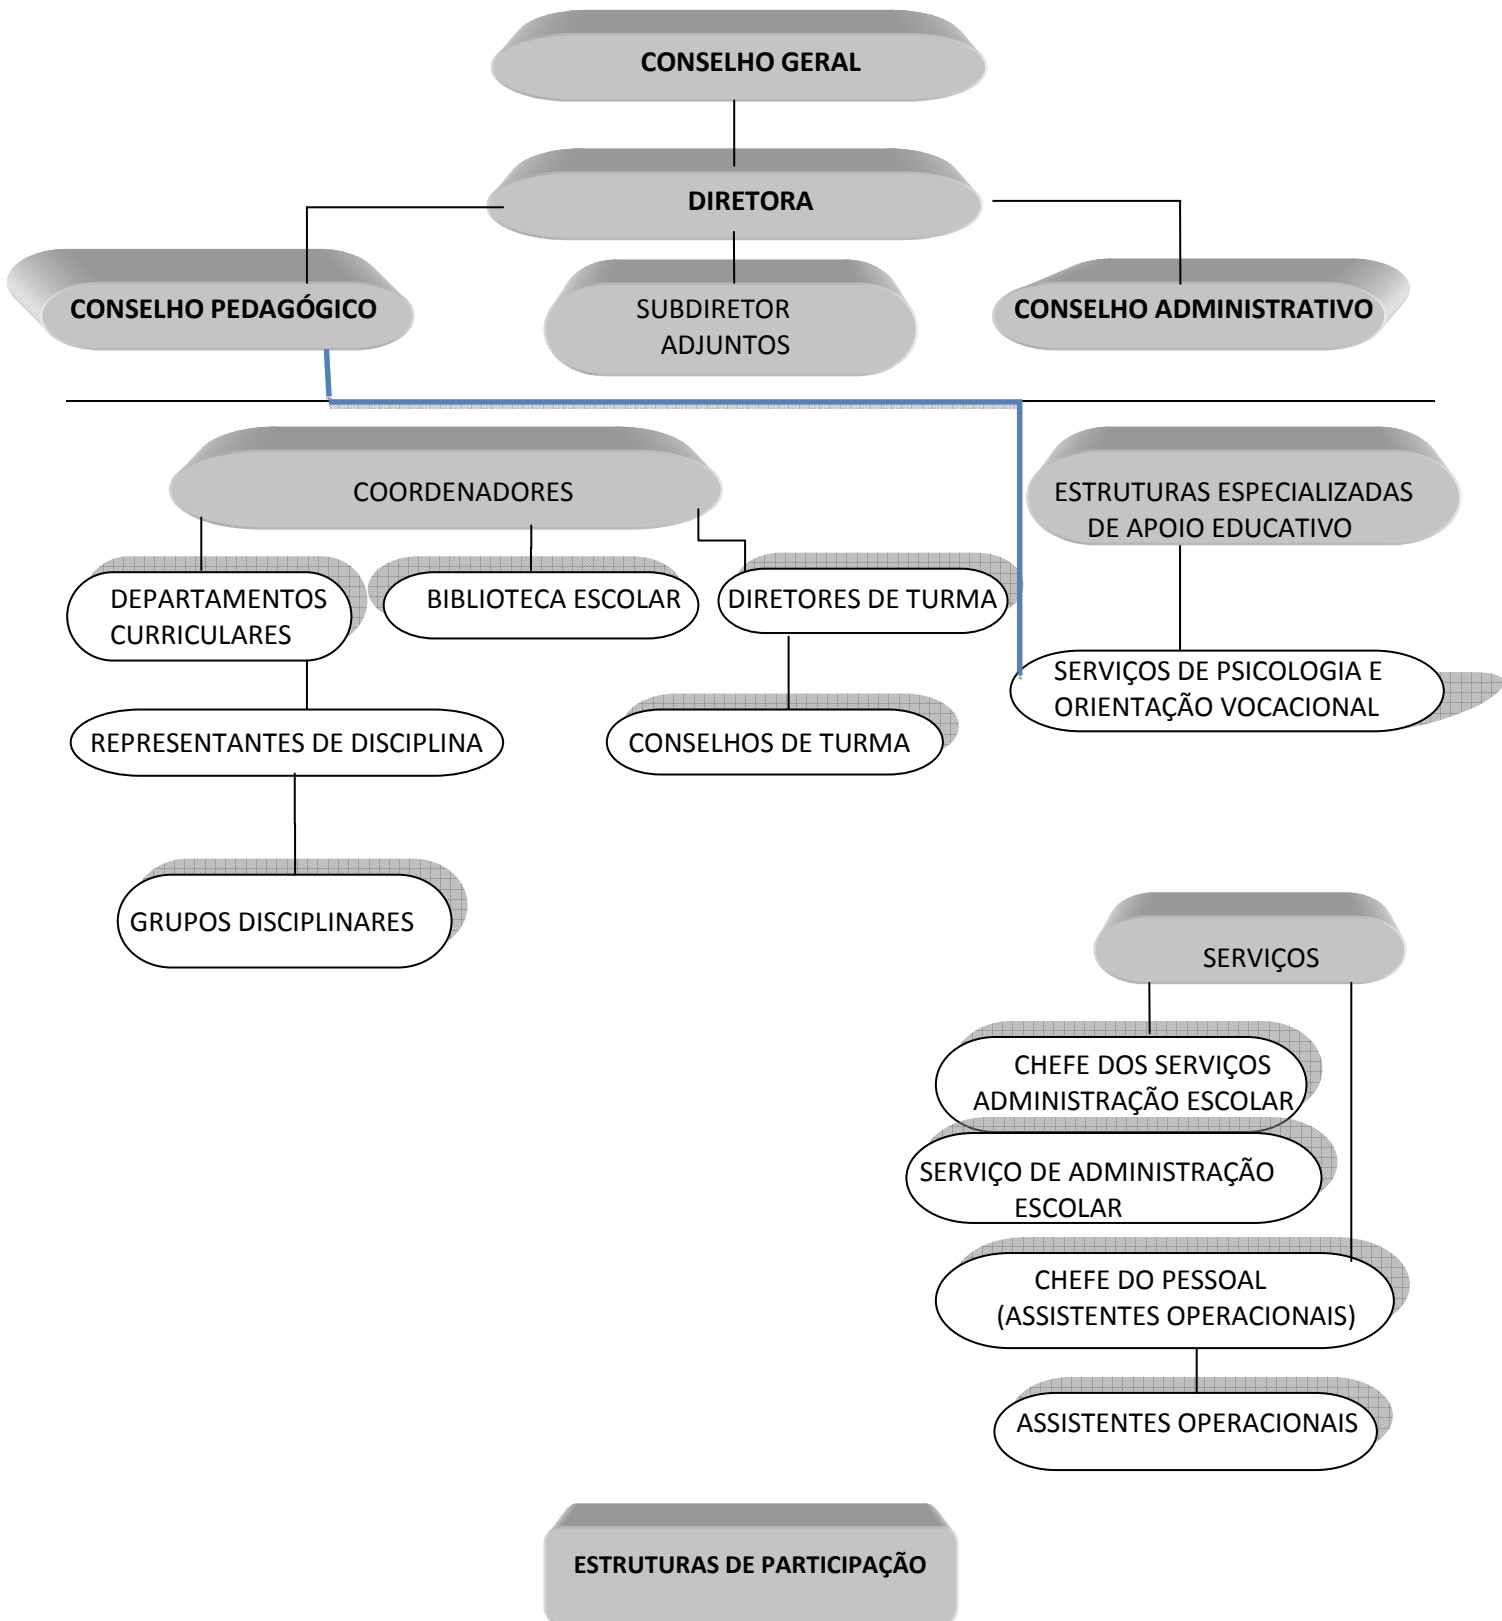 CONSELHO GERAL
DIRETORA
CONSELHO PEDAGÓGICO
SUBDIRETOR
ADJUNTOS
CONSELHO ADMINISTRATIVO
COORDENADORES
ESTRUTURAS ESPECIALIZADAS
DE APOIO EDUCATIVO
DEPARTAMENTOS
CURRICULARES
BIBLIOTECA ESCOLAR
DIRETORES DE TURMA
SERVIÇOS DE PSICOLOGIA E
ORIENTAÇÃO VOCACIONAL
REPRESENTANTES DE DISCIPLINA
CONSELHOS DE TURMA
GRUPOS DISCIPLINARES
SERVIÇOS
CHEFE DOS SERVIÇOS
ADMINISTRAÇÃO ESCOLAR
SERVIÇO DE ADMINISTRAÇÃO
ESCOLAR
CHEFE DO PESSOAL
(ASSISTENTES OPERACIONAIS)
ASSISTENTES OPERACIONAIS
ESTRUTURAS DE PARTICIPAÇÃO